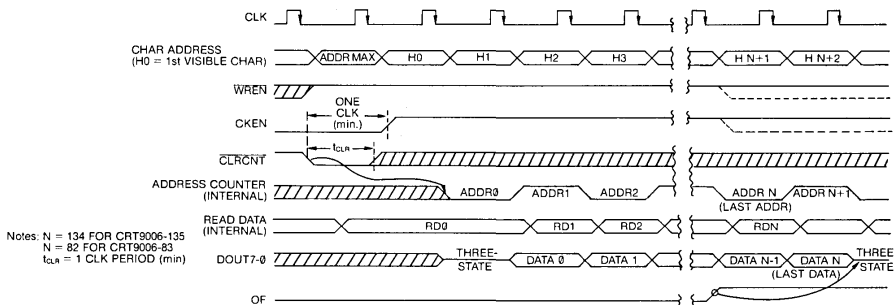 CLK
CHAR ADDRESS
(H0 = 1st VISIBLE CHAR)
ADDR MAX H0 H1 H2 H3 H N+1 H N+2
WREN
ONE
CLK
(min.)
CKEN
tCLR
CLRCNT
ADDRESS COUNTER
(INTERNAL)
ADDR0 ADDR1 ADDR2 ADDR N ADDR N+1
(LAST ADDR)
READ DATA
(INTERNAL)
RD0 RD1 RD2 RDN
Notes: N = 134 FOR CRT9006-135
N = 82 FOR CRT9006-83
tCLR = 1 CLK PERIOD (min)
DOUT7-0
THREE-
STATE
DATA 0 DATA 1 DATA N-1 DATA N
(LAST DATA)
THREE
STATE
OF